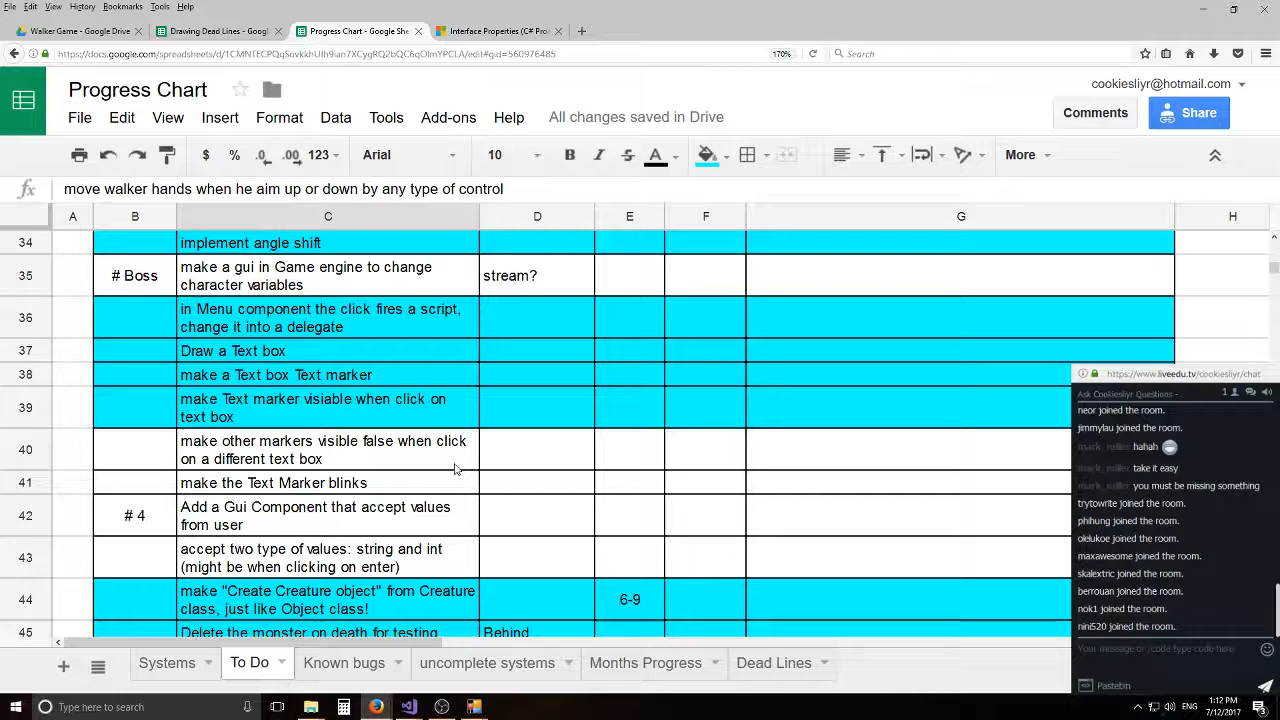 File Edit View History Bookmarks Tools Help
Walker Game - Google Drive
Drawing Dead Lines - Google
Progress Chart - Google She
Interface Properties (C# Pro
https://docs.google.com/spreadsheets/d/
edit#gid=560976485
170%
Search
Progress Chart
cookiesliyr@hotmail.com
File Edit View Insert Format Data Tools Add-ons Help All changes saved in Drive
Comments
Share
$ % .0 .00 123 Arial 10 B I S A More
fx move walker hands when he aim up or down by any type of control
A B C D E F G H
34 implement angle shift
35 # Boss make a gui in Game engine to change stream?
character variables
36 in Menu component the click fires a script,
change it into a delegate
37 Draw a Text box
38 make a Text box Text marker
39 make Text marker visiable when click on
text box
40 make other markers visible false when click
on a different text box
41 make the Text Marker blinks
42 # 4 Add a Gui Component that accept values
from user
43 accept two type of values: string and int
(might be when clicking on enter)
44 make "Create Creature object" from Creature 6-9
class, just like Object class!
45 Delete the monster on death for testing Behind
https://www.liveedu.tv/cookiesliyr/chat
Ask Cookiesliyr Questions - 1
neor joined the room.
jimmylau joined the room.
mark_miller hahah
mark_miller take it easy
mark_miller you must be missing something
trytowrite joined the room.
phihung joined the room.
olelukoe joined the room.
maxawesome joined the room.
skalextric joined the room.
berrouan joined the room.
nok1 joined the room.
nini520 joined the room.
Your message or /code type code here
Pastebin
Systems To Do Known bugs uncomplete systems Months Progress Dead Lines
Type here to search
ENG
1:12 PM
7/12/2017